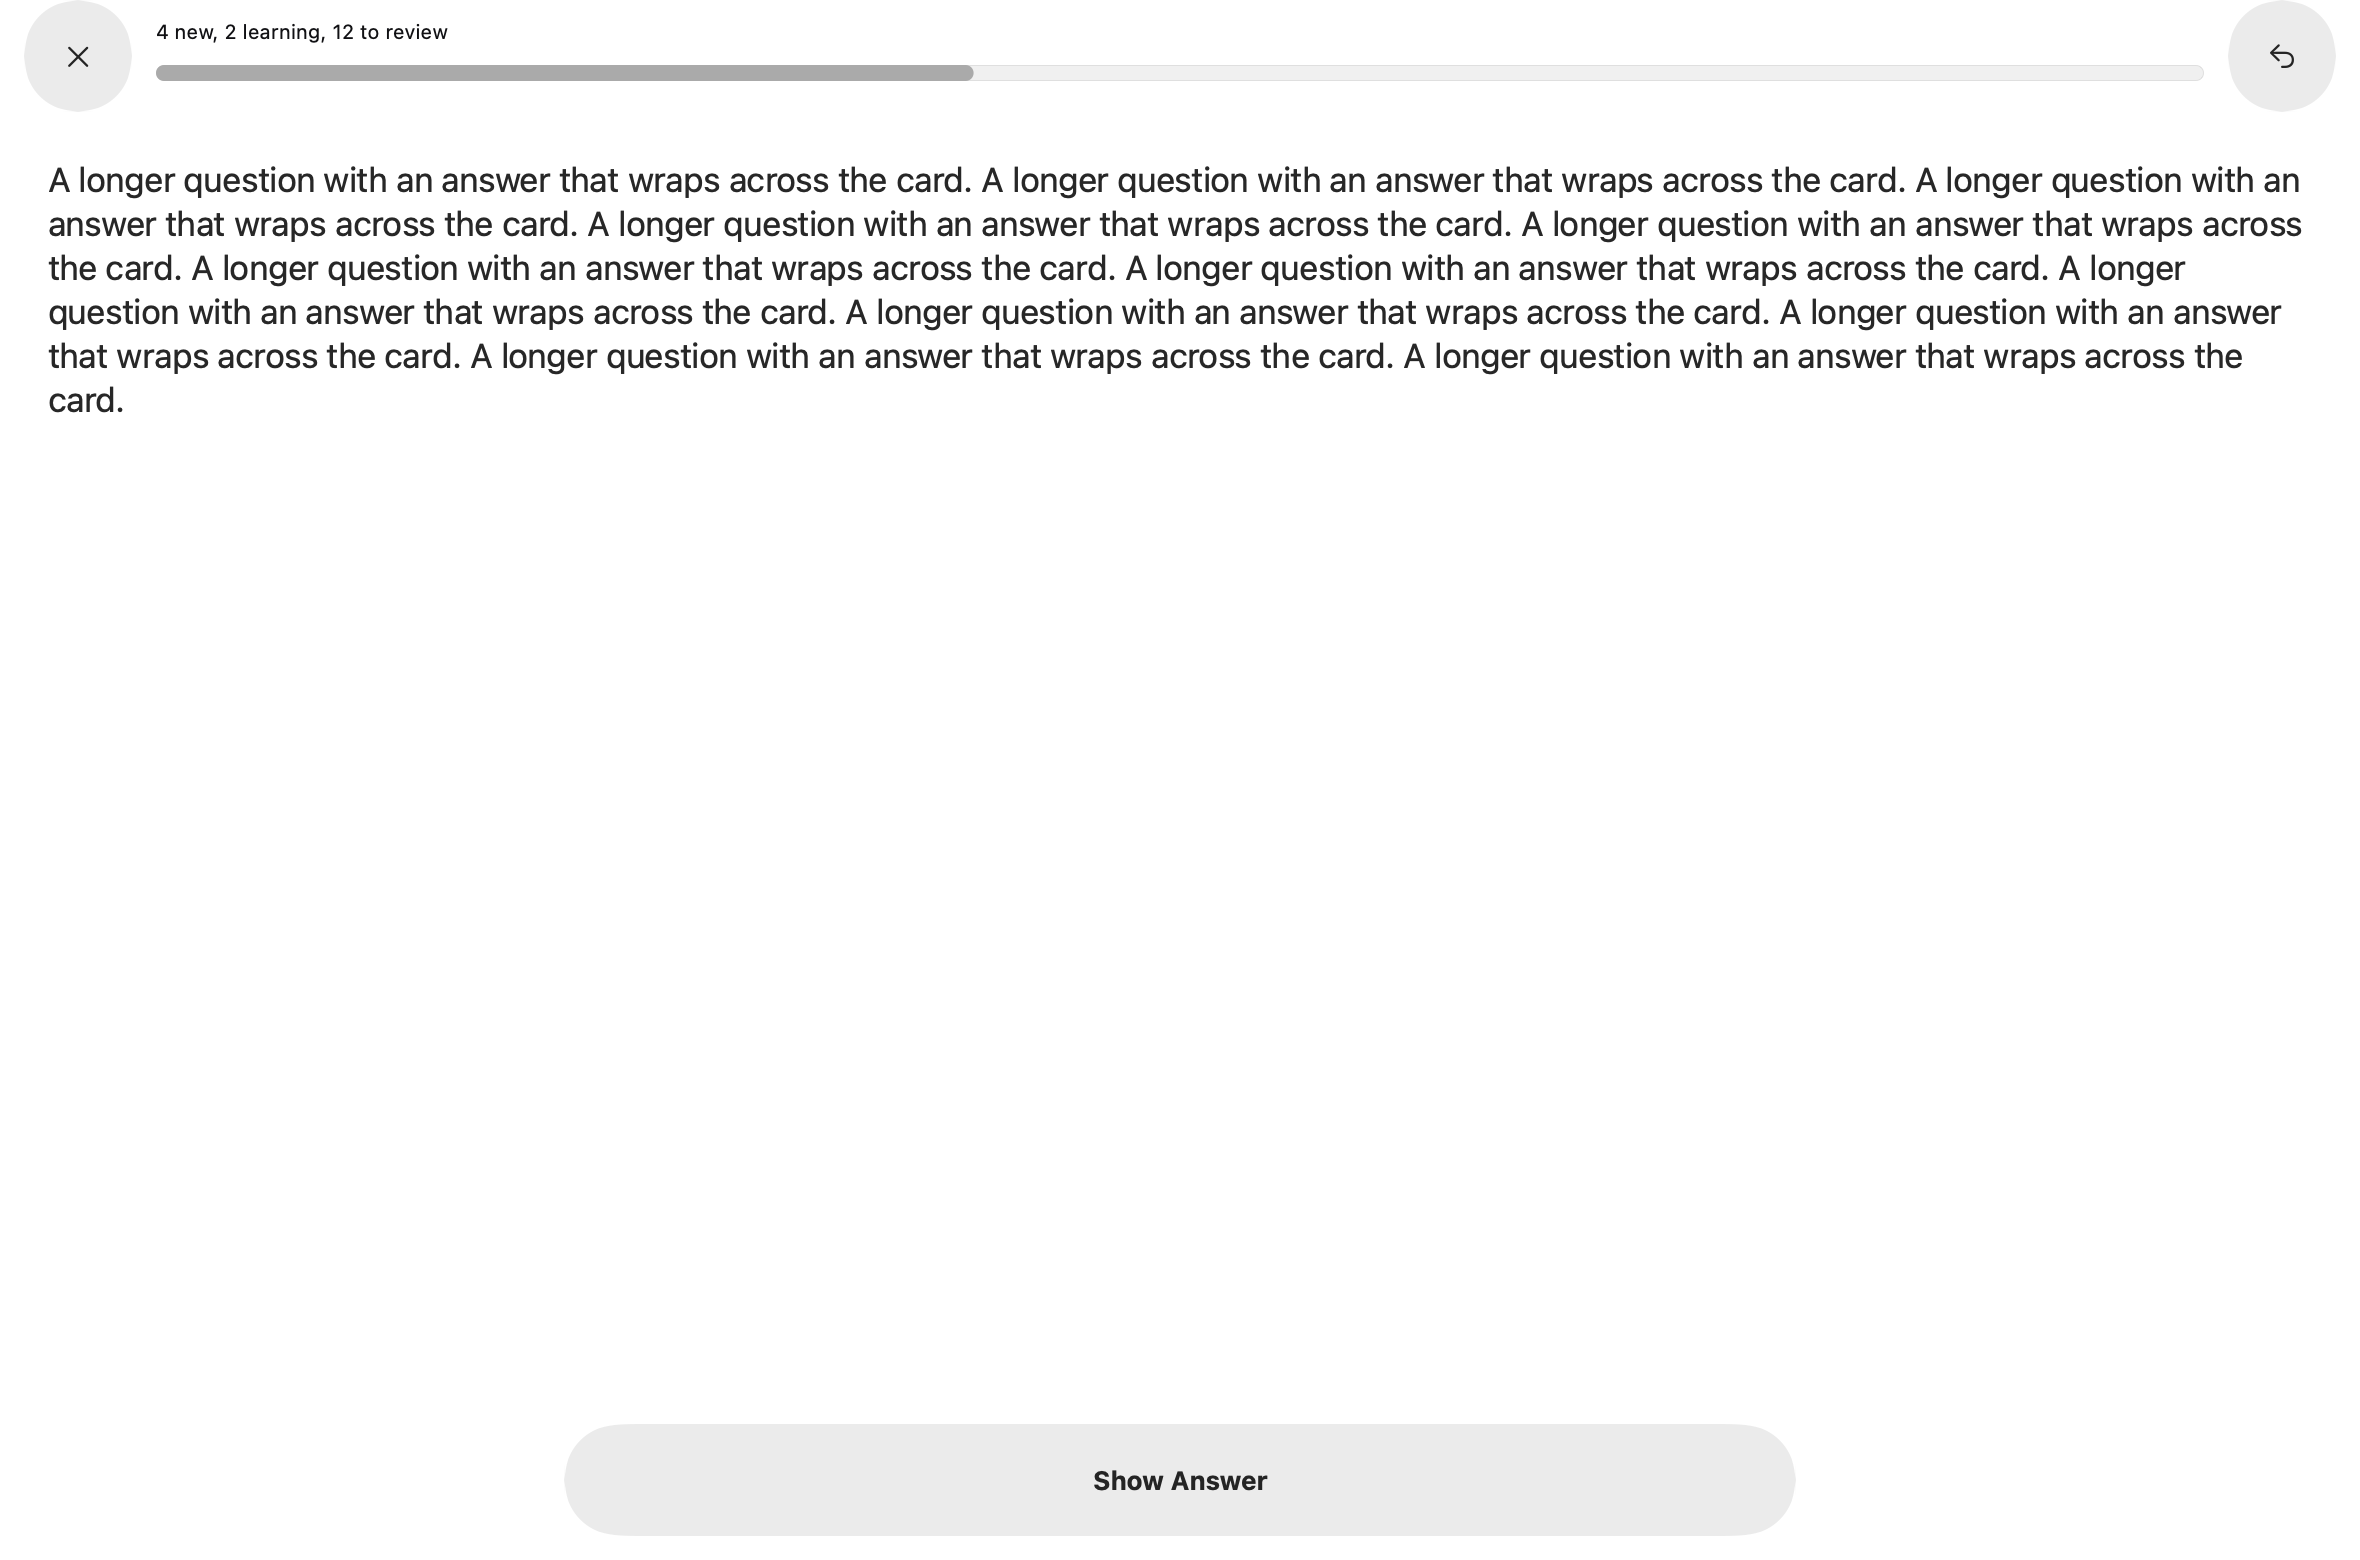 4 new, 2 learning, 12 to review
A longer question with an answer that wraps across the card. A longer question with an answer that wraps across the card. A longer question with an
answer that wraps across the card. A longer question with an answer that wraps across the card. A longer question with an answer that wraps across
the card. A longer question with an answer that wraps across the card. A longer question with an answer that wraps across the card. A longer
question with an answer that wraps across the card. A longer question with an answer that wraps across the card. A longer question with an answer
that wraps across the card. A longer question with an answer that wraps across the card. A longer question with an answer that wraps across the
card.
Show Answer